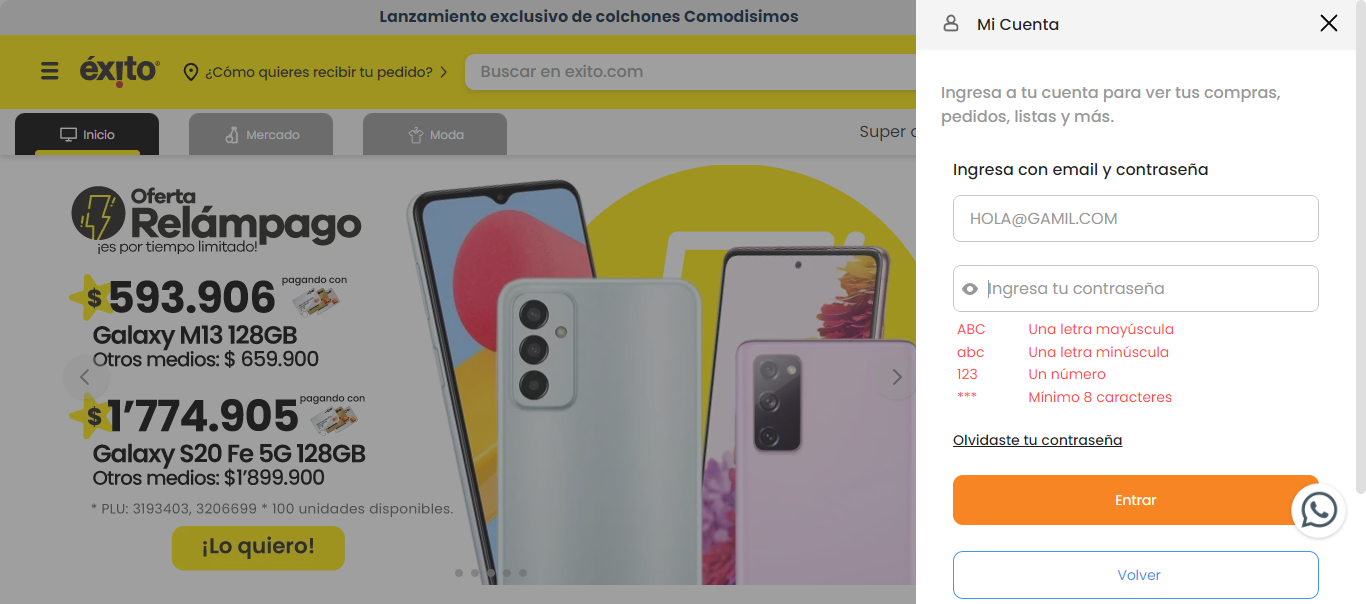 Lanzamiento exclusivo de colchones Comodisimos
éxito
¿Cómo quieres recibir tu pedido?
Buscar en exito.com
Inicio
Mercado
Moda
Super
Oferta
Relámpago
¡es por tiempo limitado!
$593.906 pagando con
Galaxy M13 128GB
Otros medios: $ 659.900
$1'774.905 pagando con
Galaxy S20 Fe 5G 128GB
Otros medios: $1'899.900
* PLU: 3193403, 3206699 * 100 unidades disponibles.
¡Lo quiero!
Mi Cuenta
Ingresa a tu cuenta para ver tus compras,
pedidos, listas y más.
Ingresa con email y contraseña
HOLA@GAMIL.COM
Ingresa tu contraseña
ABC Una letra mayúscula
abc Una letra minúscula
123 Un número
*** Mínimo 8 caracteres
Olvidaste tu contraseña
Entrar
Volver